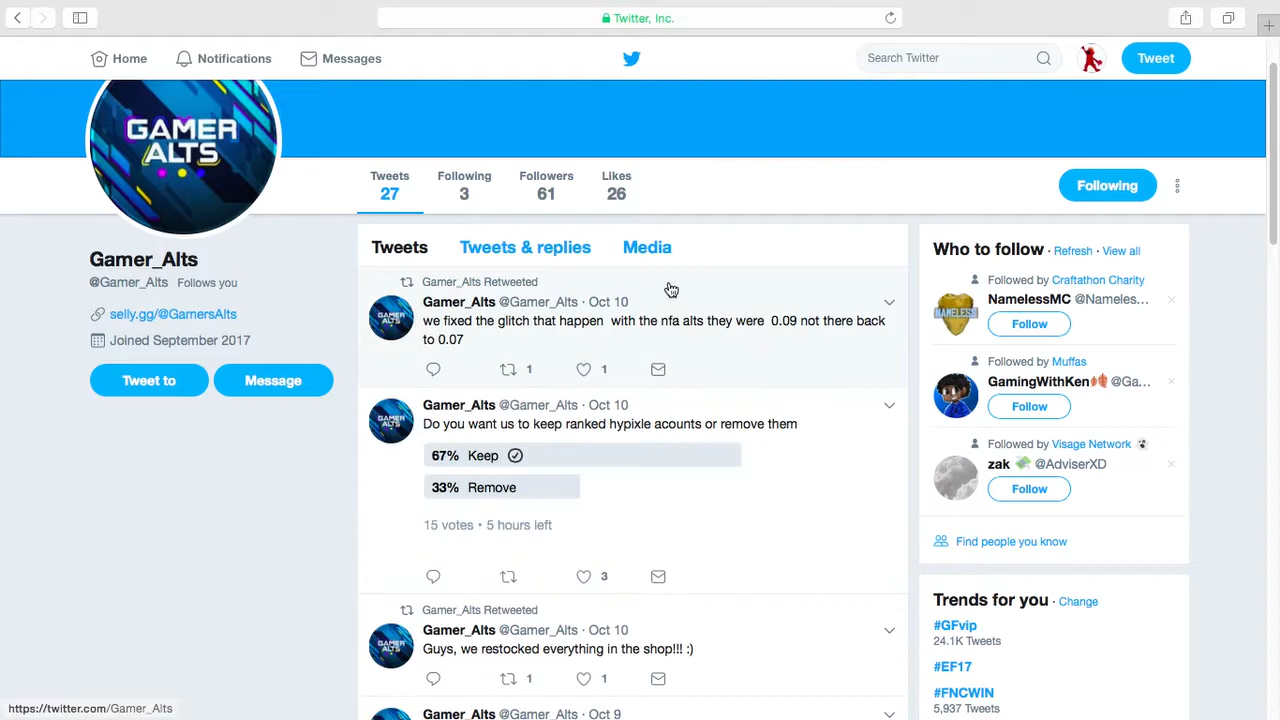 Twitter, Inc.
Home
Notifications
Messages
Search Twitter
Tweet
GAMER
ALTS
Tweets
27
Following
3
Followers
61
Likes
26
Following
Gamer_Alts
@Gamer_Alts Follows you
selly.gg/@GamersAlts
Joined September 2017
Tweet to
Message
Tweets
Tweets & replies
Media
Gamer_Alts Retweeted
GAMER
ALTS
Gamer_Alts @Gamer_Alts · Oct 10
we fixed the glitch that happen with the nfa alts they were 0.09 not there back
to 0.07
1
1
GAMER
ALTS
Gamer_Alts @Gamer_Alts · Oct 10
Do you want us to keep ranked hypixle acounts or remove them
67% Keep
33% Remove
15 votes • 5 hours left
3
Gamer_Alts Retweeted
GAMER
ALTS
Gamer_Alts @Gamer_Alts · Oct 10
Guys, we restocked everything in the shop!!! :)
1
1
Gamer_Alts @Gamer_Alts · Oct 9
Who to follow · Refresh · View all
Followed by Craftathon Charity
NamelessMC @Nameles...
NAMELESS
Follow
Followed by Muffas
GamingWithKen🍂 @Ga...
Follow
Followed by Visage Network
zak 💸 @AdviserXD
Follow
Find people you know
Trends for you · Change
#GFvip
24.1K Tweets
#EF17
#FNCWIN
5,937 Tweets
https://twitter.com/Gamer_Alts